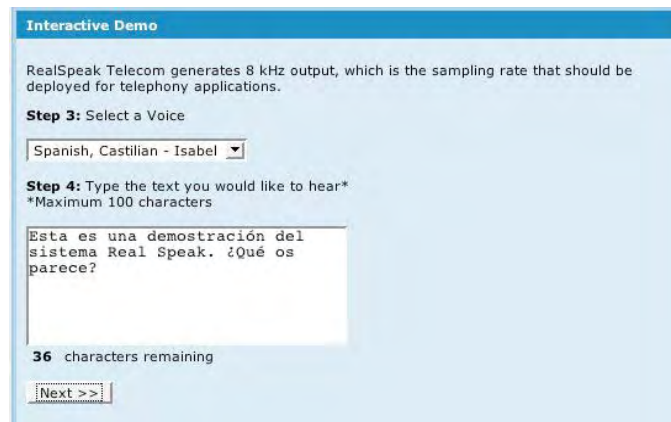 Interactive Demo
RealSpeak Telecom generates 8 kHz output, which is the sampling rate that should be
deployed for telephony applications.
Step 3: Select a Voice
Spanish, Castilian - Isabel
Step 4: Type the text you would like to hear*
*Maximum 100 characters
Esta es una demostración del
sistema Real Speak. ¿Qué os
parece?
36 characters remaining
Next >>